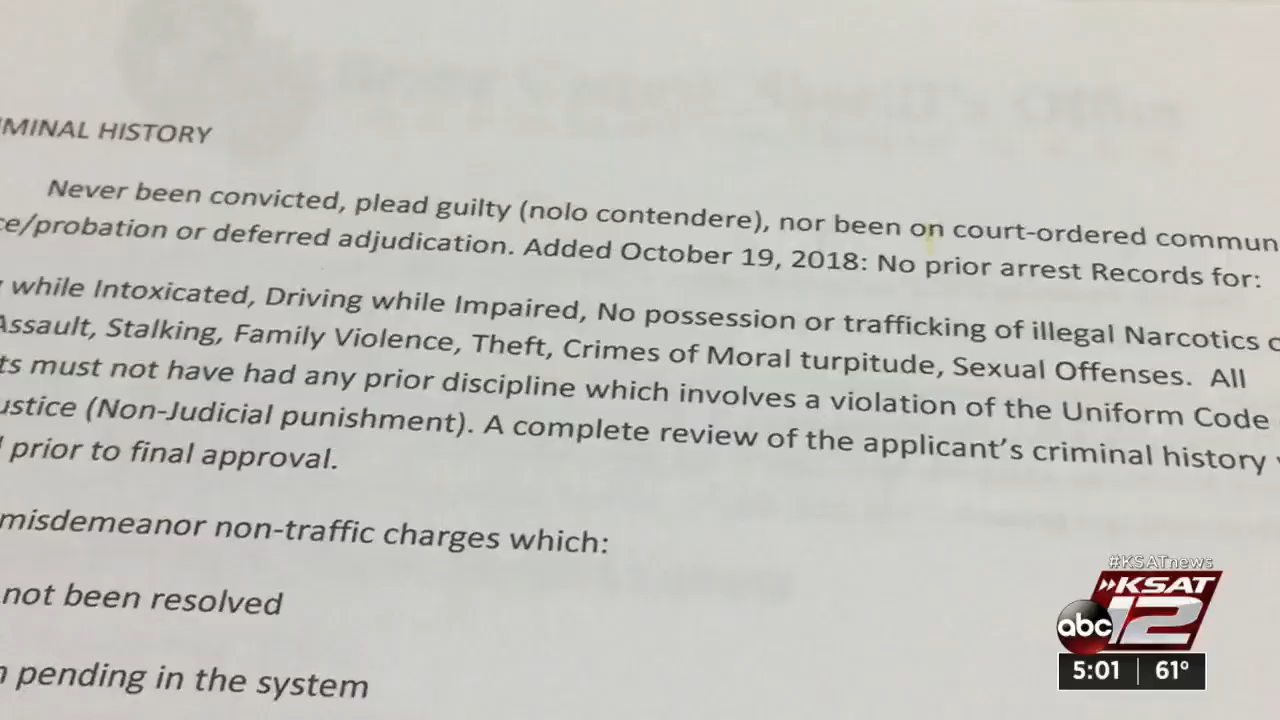 MINAL HISTORY
Never been convicted, plead guilty (nolo contendere), nor been on court-ordered commun
ce/probation or deferred adjudication. Added October 19, 2018: No prior arrest Records for:
while Intoxicated, Driving while Impaired, No possession or trafficking of illegal Narcotics o
Assault, Stalking, Family Violence, Theft, Crimes of Moral turpitude, Sexual Offenses. All
ts must not have had any prior discipline which involves a violation of the Uniform Code
ustice (Non-Judicial punishment). A complete review of the applicant's criminal history
prior to final approval.
misdemeanor non-traffic charges which:
not been resolved
pending in the system
#KSATnews
KSAT
abc 12
5:01 61°